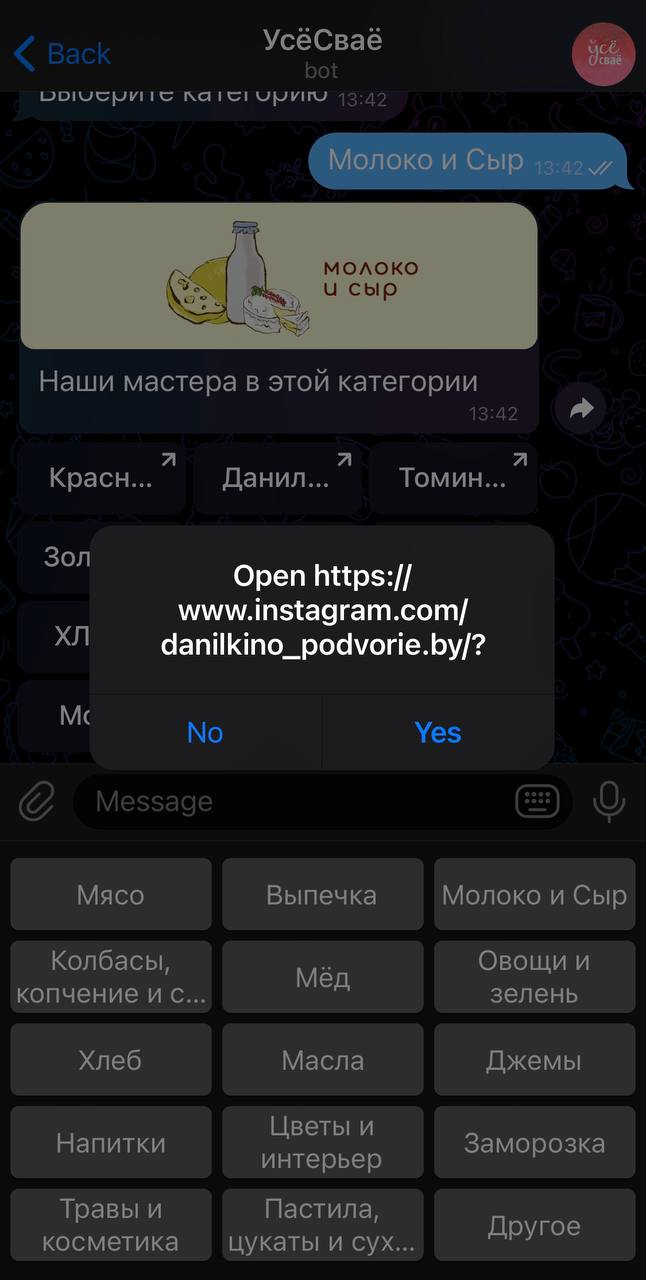 Back
УсёСваё
bot
ўсё
сваё
Выберите категорию 13:42
Молоко и Сыр 13:42
молоко
и сыр
Наши мастера в этой категории
13:42
Красн... Данил... Томин...
Зол
ХЛ
Мо
Open https://
www.instagram.com/
danilkino_podvorie.by/?
No Yes
Message
Мясо Выпечка Молоко и Сыр
Колбасы,
копчение и с...
Мёд
Овощи и
зелень
Хлеб Масла Джемы
Напитки
Цветы и
интерьер
Заморозка
Травы и
косметика
Пастила,
цукаты и сух...
Другое